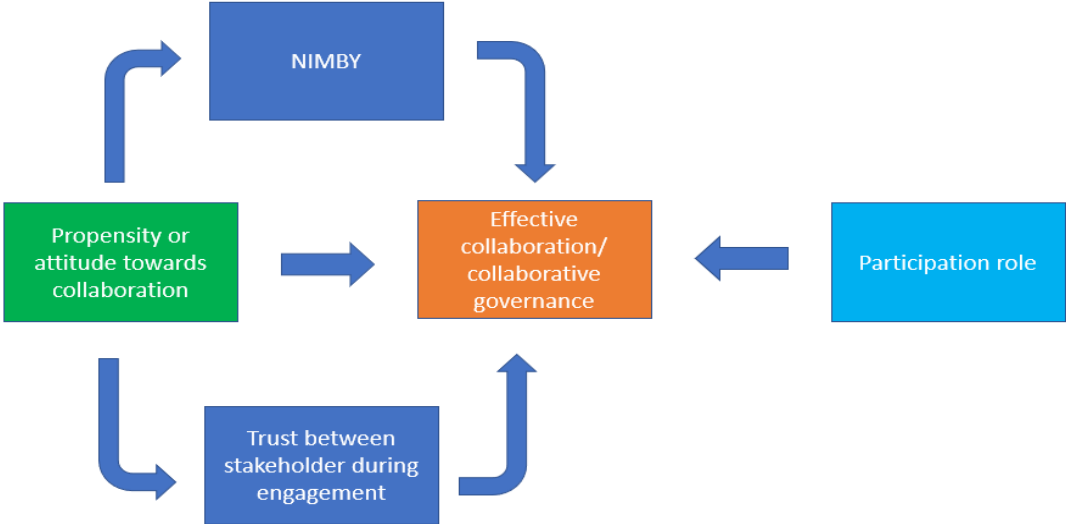 NIMBY
Propensity or
attitude towards
collaboration
Effective
collaboration/
collaborative
governance
Participation role
Trust between
stakeholder during
engagement